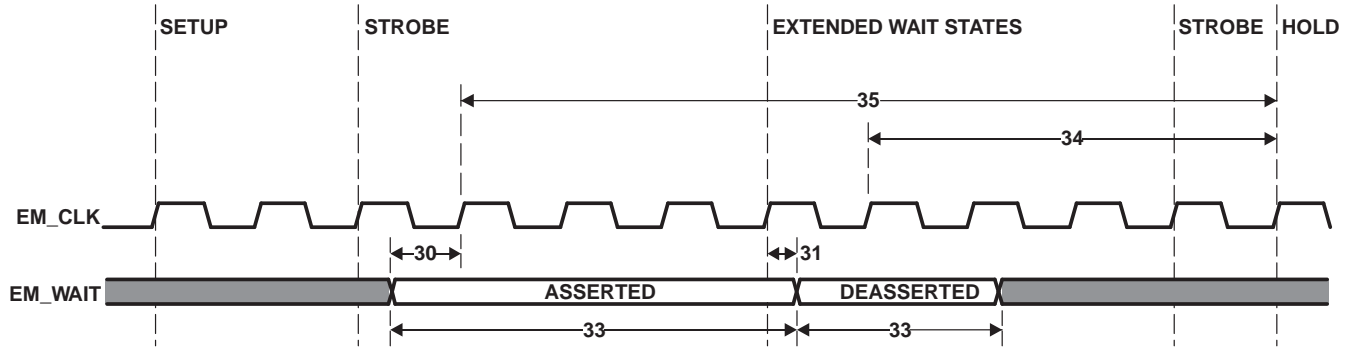 SETUP STROBE EXTENDED WAIT STATES STROBE HOLD
35
34
EM_CLK
30 31
EM_WAIT ASSERTED DEASSERTED
33 33